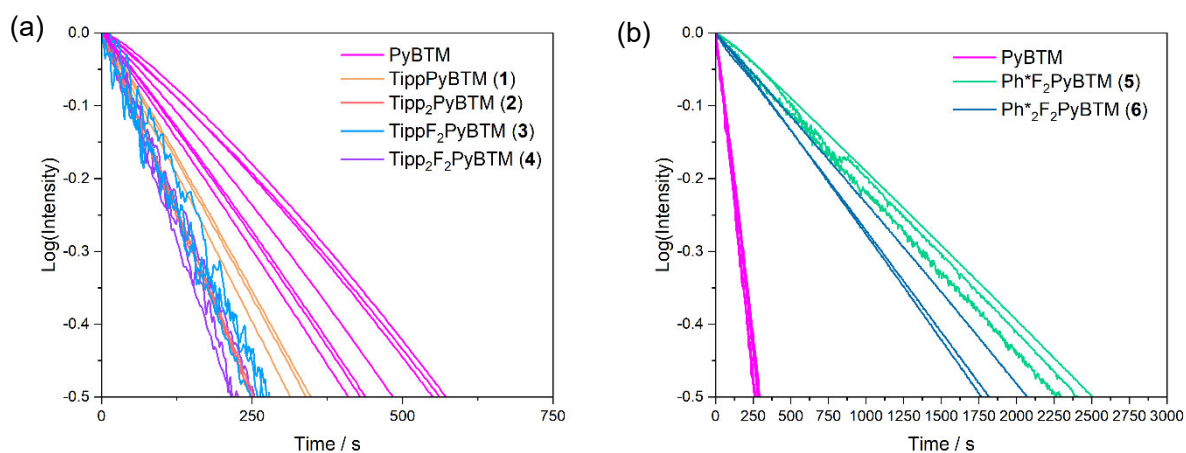 (a)
0.0
-0.1
-0.2
-0.3
-0.4
-0.5
Log(Intensity)
0
250
500
750
Time / s
PyBTM
TippPyBTM (1)
Tipp₂PyBTM (2)
TippF₂PyBTM (3)
Tipp₂F₂PyBTM (4)
(b)
0.0
-0.1
-0.2
-0.3
-0.4
-0.5
Log(Intensity)
0
250
500
750
1000
1250
1500
1750
2000
2250
2500
2750
3000
Time / s
PyBTM
Ph*F₂PyBTM (5)
Ph*₂F₂PyBTM (6)